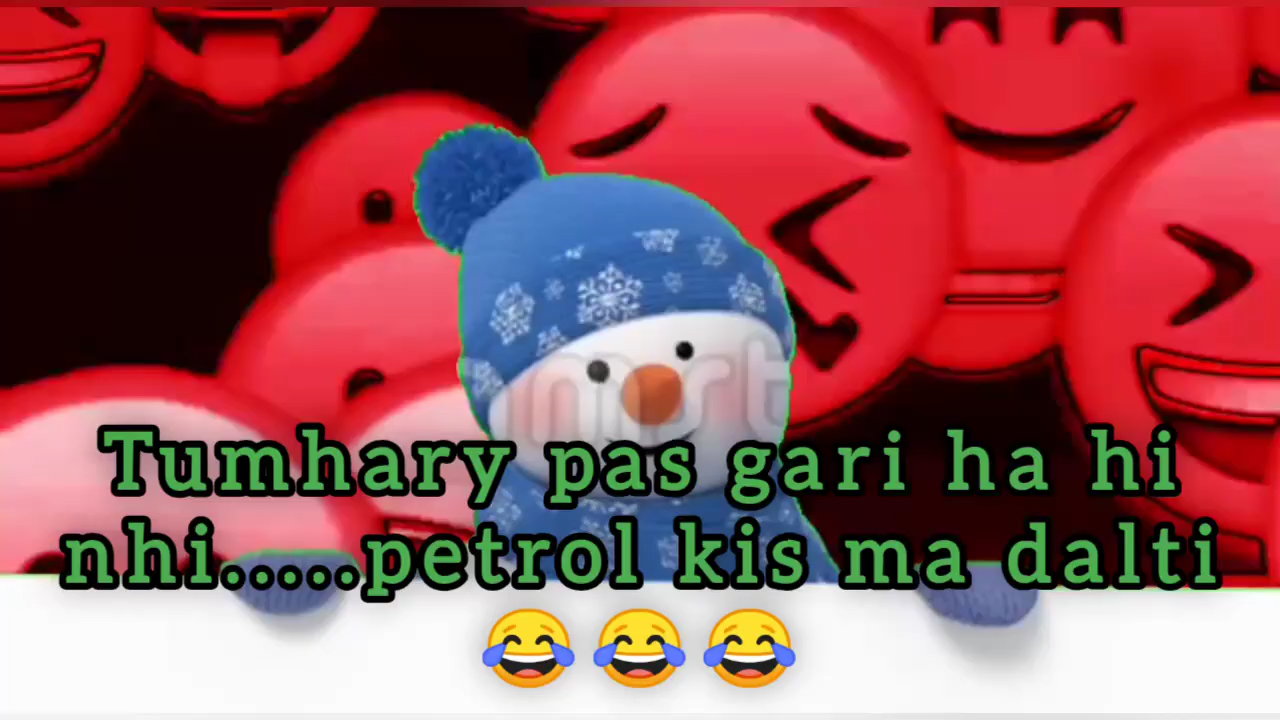 Tumhary pas gari ha hi
nhi.....petrol kis ma dalti
😂😂😂